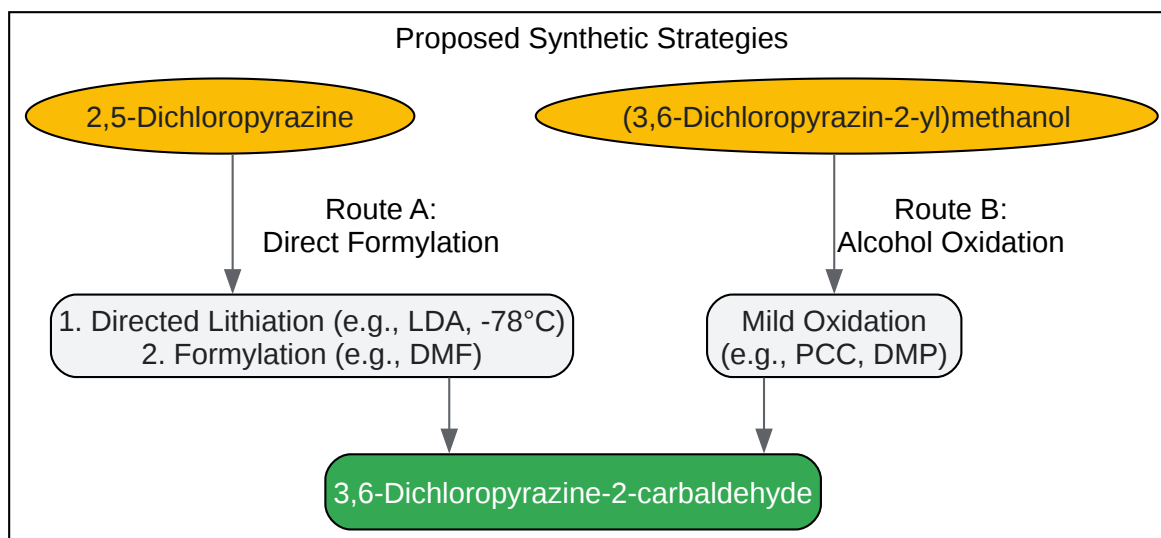 Proposed Synthetic Strategies
2,5-Dichloropyrazine
(3,6-Dichloropyrazin-2-yl)methanol
Route A:
Direct Formylation
Route B:
Alcohol Oxidation
1. Directed Lithiation (e.g., LDA, -78°C)
2. Formylation (e.g., DMF)
Mild Oxidation
(e.g., PCC, DMP)
3,6-Dichloropyrazine-2-carbaldehyde